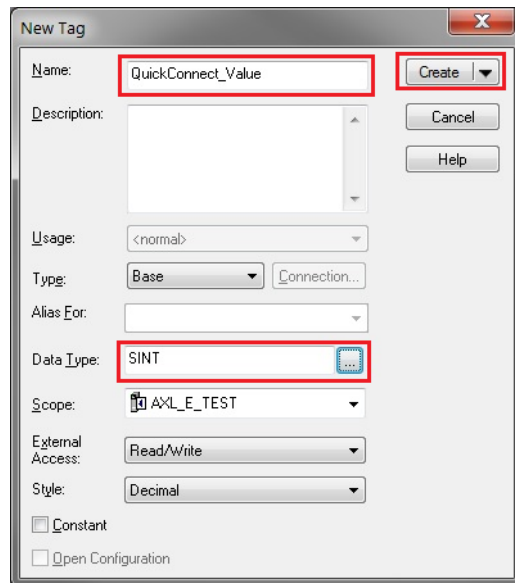 New Tag
Name: QuickConnect_Value Create
Description: Cancel
Help
Usage: <normal>
Type: Base Connection...
Alias For:
Data Type: SINT ...
Scope: AXL_E_TEST
External Access: Read/Write
Style: Decimal
Constant
Open Configuration